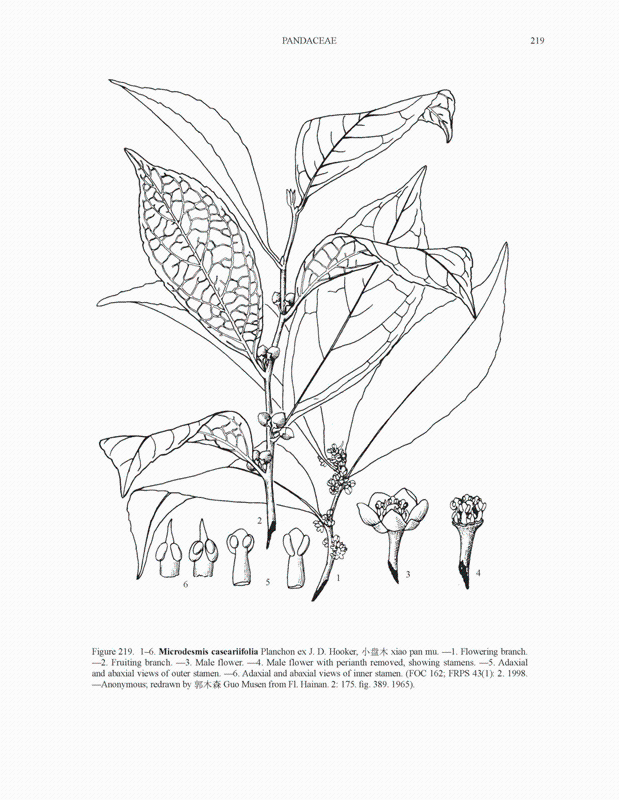 PANDACEAE
219
2
6
5
1
3
4
Figure 219. 1–6. Microdesmis caseariifolia Planchon ex J. D. Hooker, 小盘木 xiao pan mu. —1. Flowering branch.
—2. Fruiting branch. —3. Male flower. —4. Male flower with perianth removed, showing stamens. —5. Adaxial
and abaxial views of outer stamen. —6. Adaxial and abaxial views of inner stamen. (FOC 162; FRPS 43(1): 2. 1998.
—Anonymous; redrawn by 郭木森 Guo Musen from Fl. Hainan. 2: 175. fig. 389. 1965).